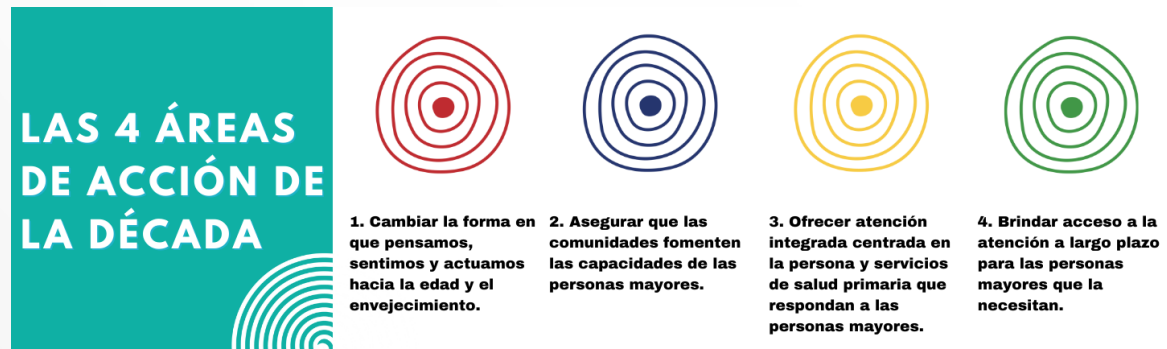 LAS 4 ÁREAS
DE ACCIÓN DE
LA DÉCADA
1. Cambiar la forma en
que pensamos,
sentimos y actuamos
hacia la edad y el
envejecimiento.
2. Asegurar que las
comunidades fomenten
las capacidades de las
personas mayores.
3. Ofrecer atención
integrada centrada en
la persona y servicios
de salud primaria que
respondan a las
personas mayores.
4. Brindar acceso a la
atención a largo plazo
para las personas
mayores que la
necesitan.